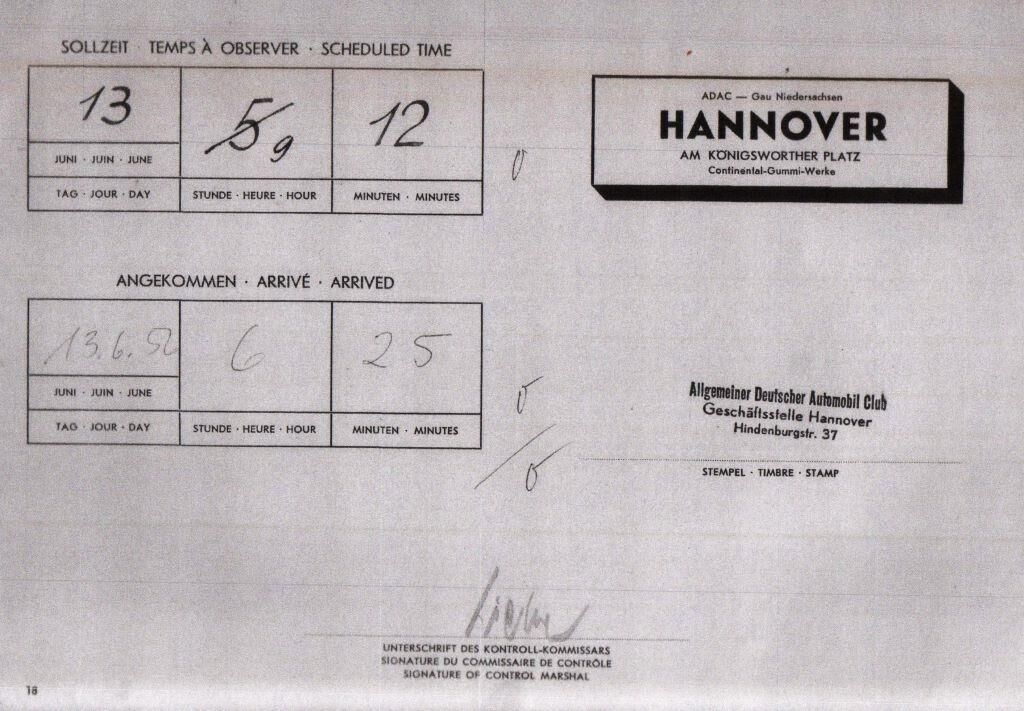 SOLLZEIT · TEMPS À OBSERVER · SCHEDULED TIME
13
5 9
12
JUNI · JUIN · JUNE
TAG · JOUR · DAY
STUNDE · HEURE · HOUR
MINUTEN · MINUTES
ADAC — Gau Niedersachsen
HANNOVER
AM KÖNIGSWORTHER PLATZ
Continental-Gummi-Werke
ANGEKOMMEN · ARRIVÉ · ARRIVED
13.6.52
6
25
JUNI · JUIN · JUNE
TAG · JOUR · DAY
STUNDE · HEURE · HOUR
MINUTEN · MINUTES
Allgemeiner Deutscher Automobil Club
Geschäftsstelle Hannover
Hindenburgstr. 37
STEMPEL · TIMBRE · STAMP
UNTERSCHRIFT DES KONTROLL-KOMMISSARS
SIGNATURE DU COMMISSAIRE DE CONTRÔLE
SIGNATURE OF CONTROL MARSHAL
18